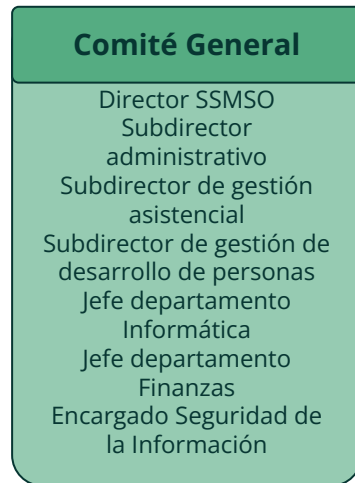 Comité General
Director SSMSO
Subdirector
administrativo
Subdirector de gestión
asistencial
Subdirector de gestión de
desarrollo de personas
Jefe departamento
Informática
Jefe departamento
Finanzas
Encargado Seguridad de
la Información